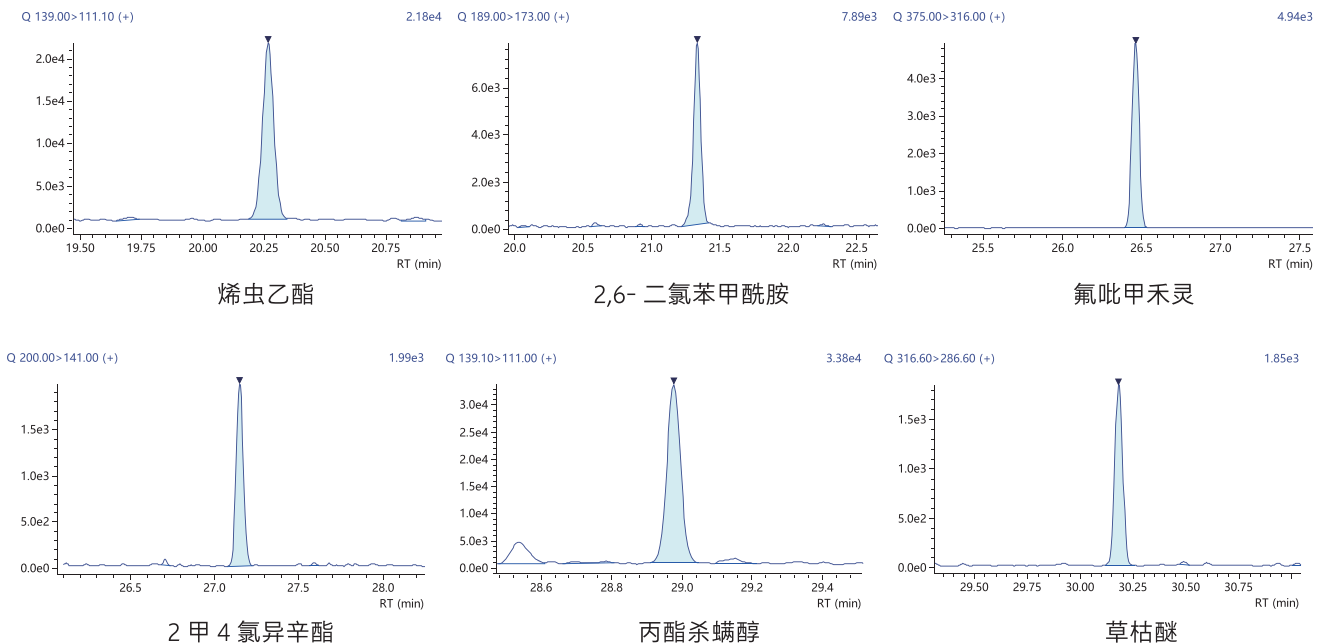 Q 139.00>111.10 (+) 2.18e4
2.0e4
1.5e4
1.0e4
5.0e3
0.0e0
19.50 19.75 20.00 20.25 20.50 20.75
RT (min)
烯虫乙酯
Q 189.00>173.00 (+) 7.89e3
6.0e3
4.0e3
2.0e3
0.0e0
20.0 20.5 21.0 21.5 22.0 22.5
RT (min)
2,6- 二氯苯甲酰胺
Q 375.00>316.00 (+) 4.94e3
4.0e3
3.0e3
2.0e3
1.0e3
0.0e0
25.5 26.0 26.5 27.0 27.5
RT (min)
氟吡甲禾灵
Q 200.00>141.00 (+) 1.99e3
1.5e3
1.0e3
5.0e2
0.0e0
26.5 27.0 27.5 28.0
RT (min)
2 甲 4 氯异辛酯
Q 139.10>111.00 (+) 3.38e4
3.0e4
2.5e4
2.0e4
1.5e4
1.0e4
5.0e3
0.0e0
28.6 28.8 29.0 29.2 29.4
RT (min)
丙酯杀螨醇
Q 316.60>286.60 (+) 1.85e3
1.5e3
1.0e3
5.0e2
0.0e0
29.50 29.75 30.00 30.25 30.50 30.75
RT (min)
草枯醚